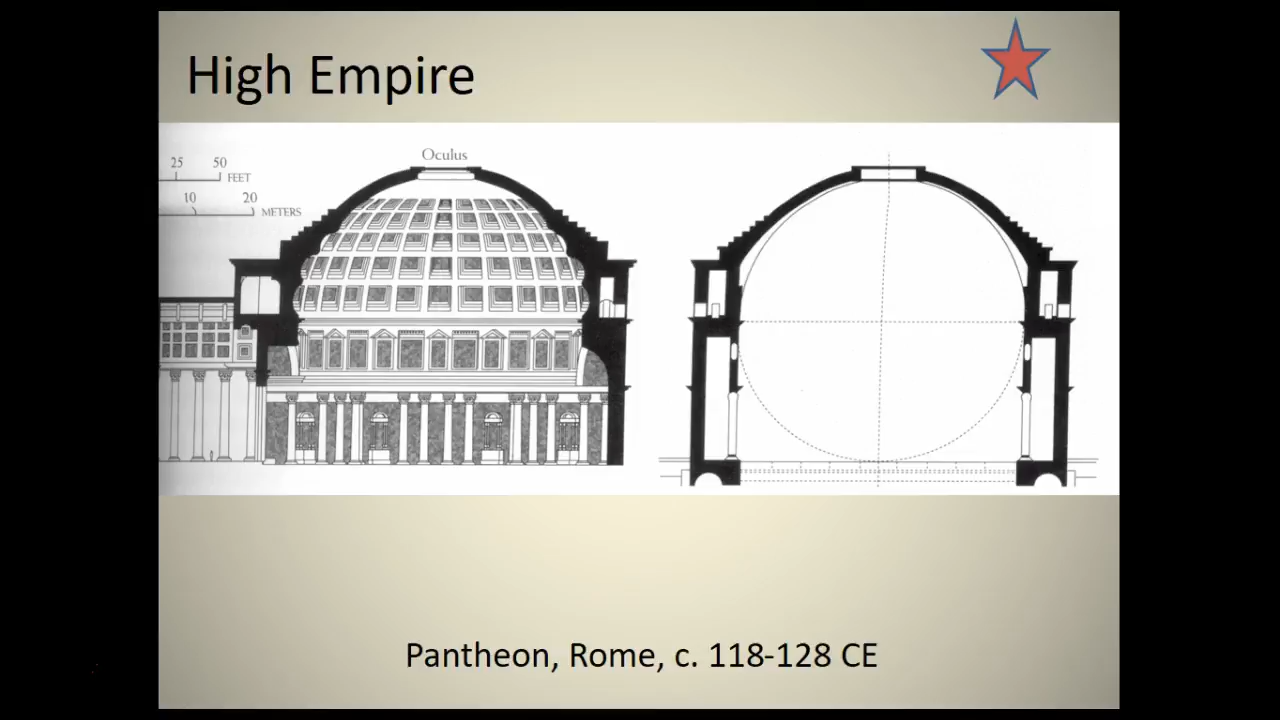 High Empire
Oculus
25 50
FEET
10 20
METERS
Pantheon, Rome, c. 118-128 CE